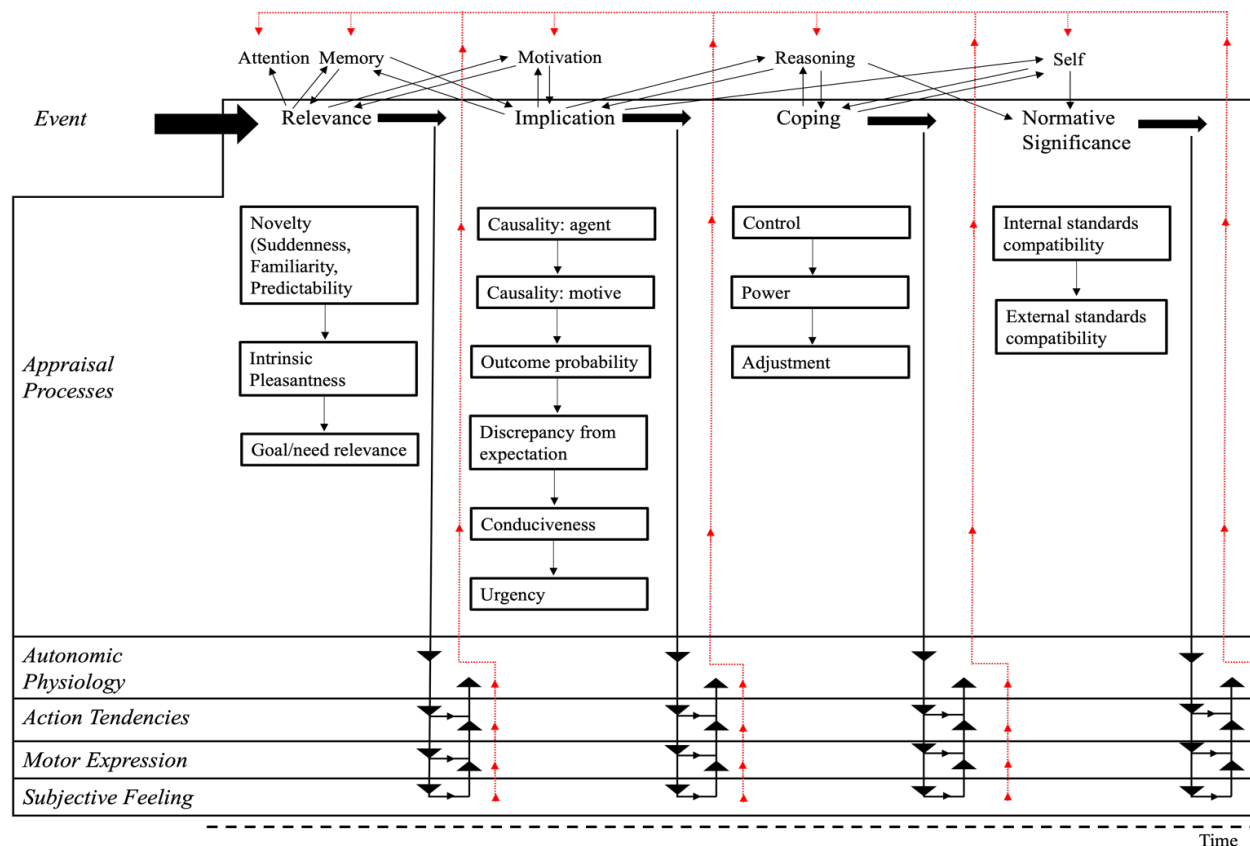 Attention Memory Motivation Reasoning Self
Event Relevance Implication Coping Normative
Significance
Appraisal
Processes
Novelty
(Suddenness,
Familiarity,
Predictability
Intrinsic
Pleasantness
Goal/need relevance
Causality: agent
Causality: motive
Outcome probability
Discrepancy from
expectation
Conduciveness
Urgency
Control
Power
Adjustment
Internal standards
compatibility
External standards
compatibility
Autonomic
Physiology
Action Tendencies
Motor Expression
Subjective Feeling
Time